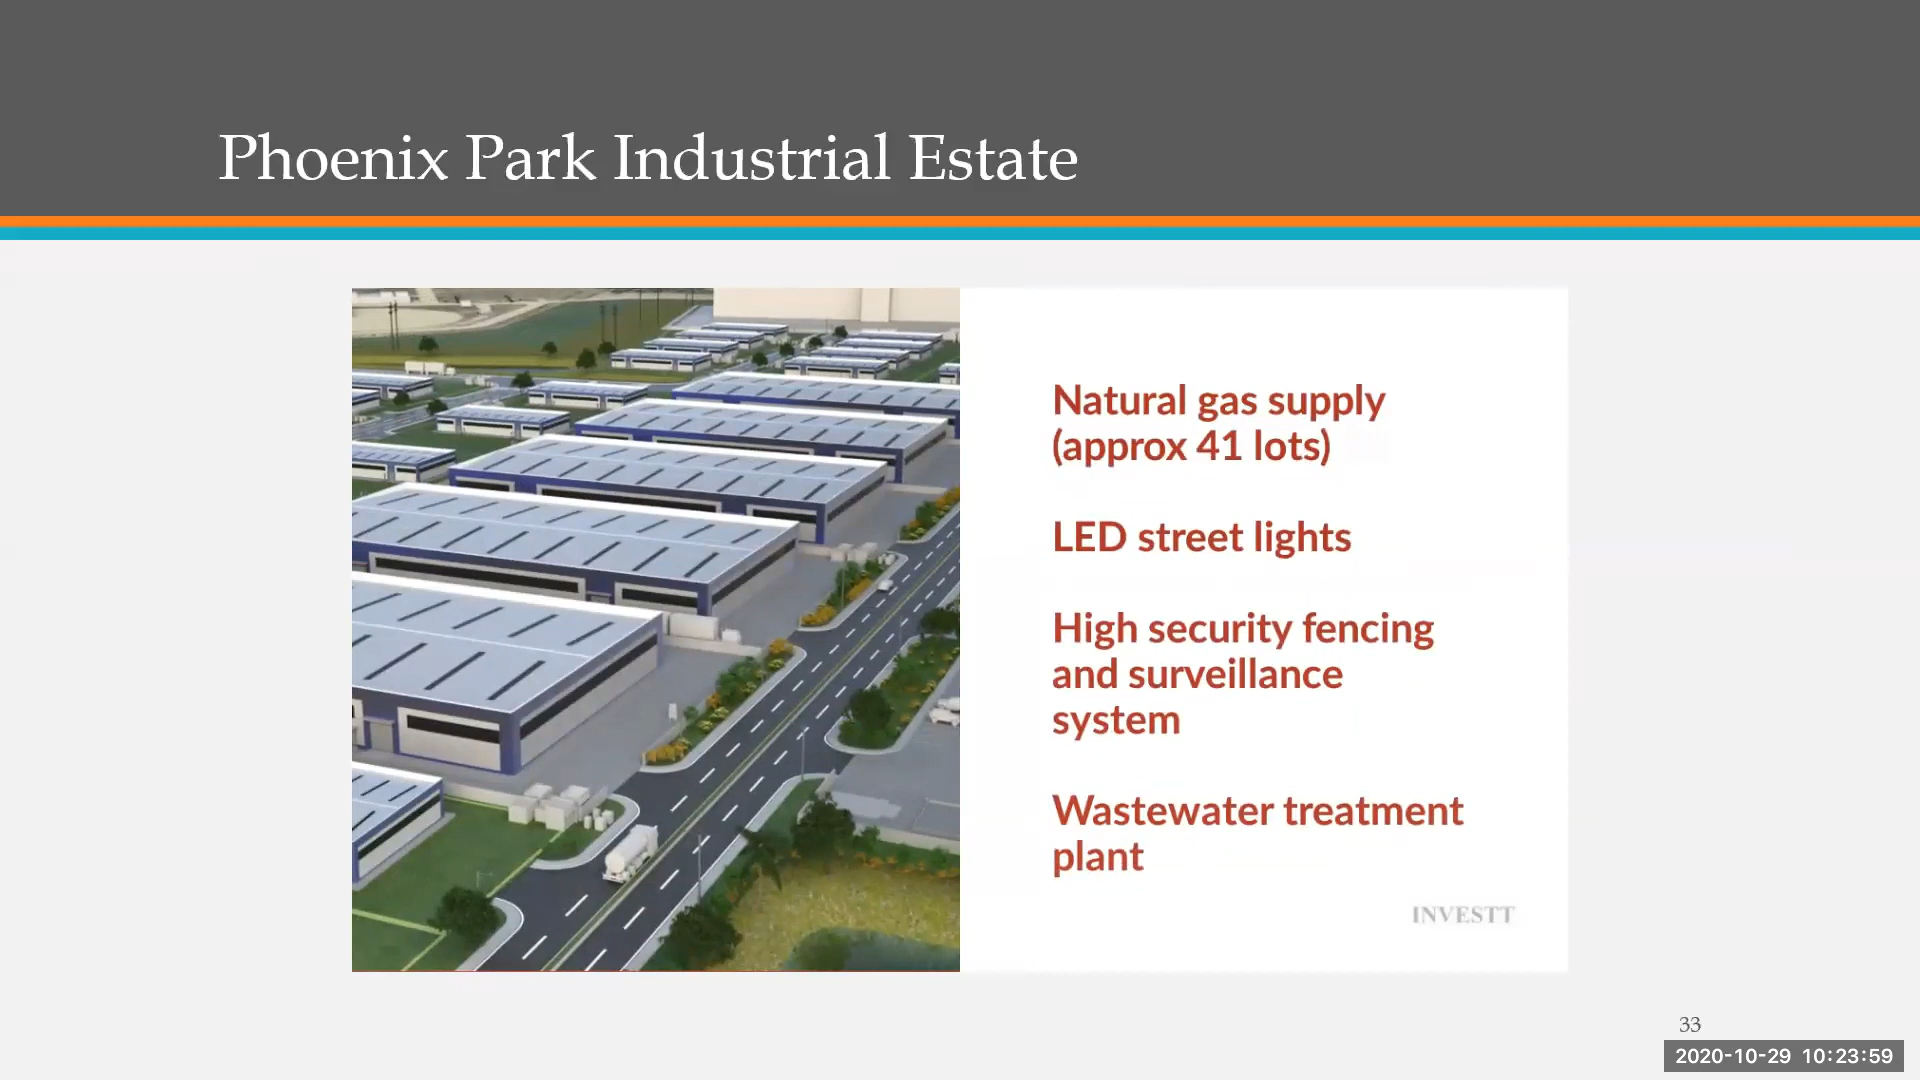 Phoenix Park Industrial Estate
Natural gas supply
(approx 41 lots)
LED street lights
High security fencing
and surveillance
system
Wastewater treatment
plant
INVESTT
33
2020-10-29 10:23:59